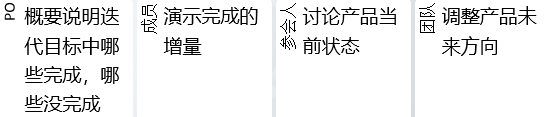 PO
概要说明迭
代目标中哪
些完成，哪
些没完成
成员
演示完成的
增量
参会人
讨论产品当
前状态
团队
调整产品未
来方向